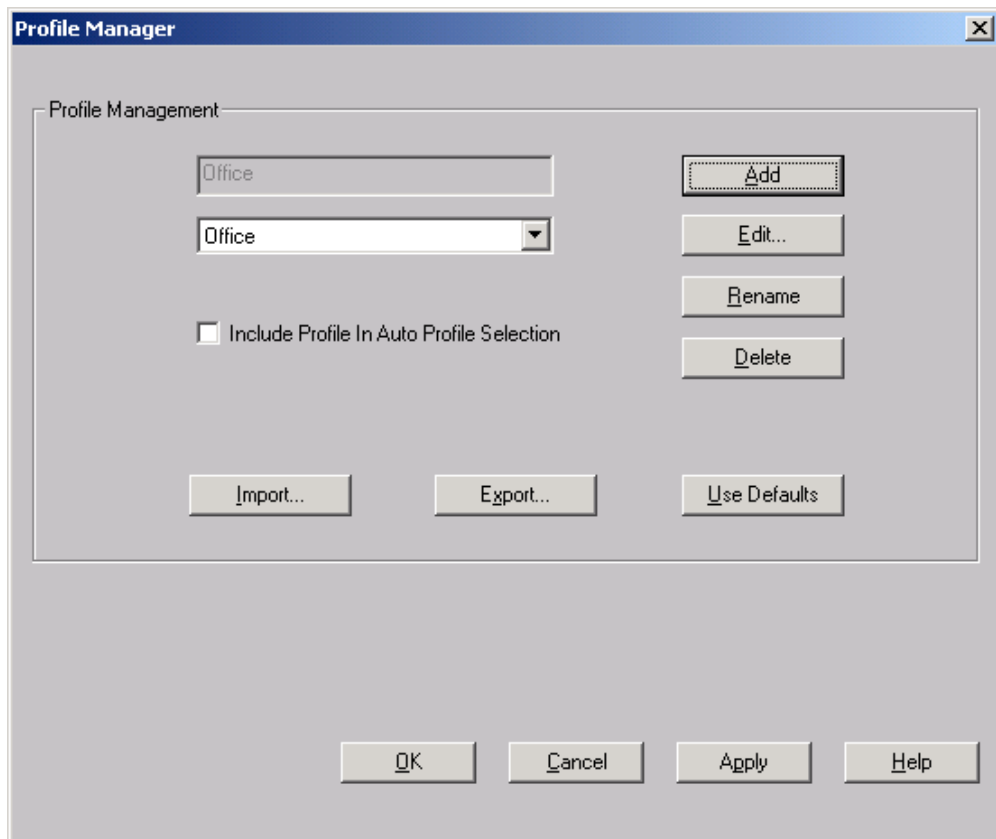 Profile Manager
Profile Management
Office
Add
Office
Edit...
Rename
Include Profile In Auto Profile Selection
Delete
Import...
Export...
Use Defaults
OK
Cancel
Apply
Help